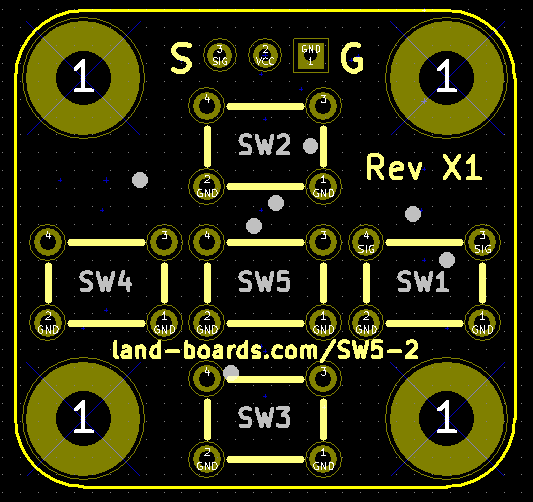 S 3 SIG 2 VCC GND 1 G
1 1
4 3
SW2
2 GND 1 GND
Rev X1
4 3 4 3 4 SIG 3 SIG
SW4 SW5 SW1
2 GND 1 GND 2 GND 1 GND 2 GND 1 GND
land-boards.com/SW5-2
4 3
1 SW3 1
2 GND 1 GND